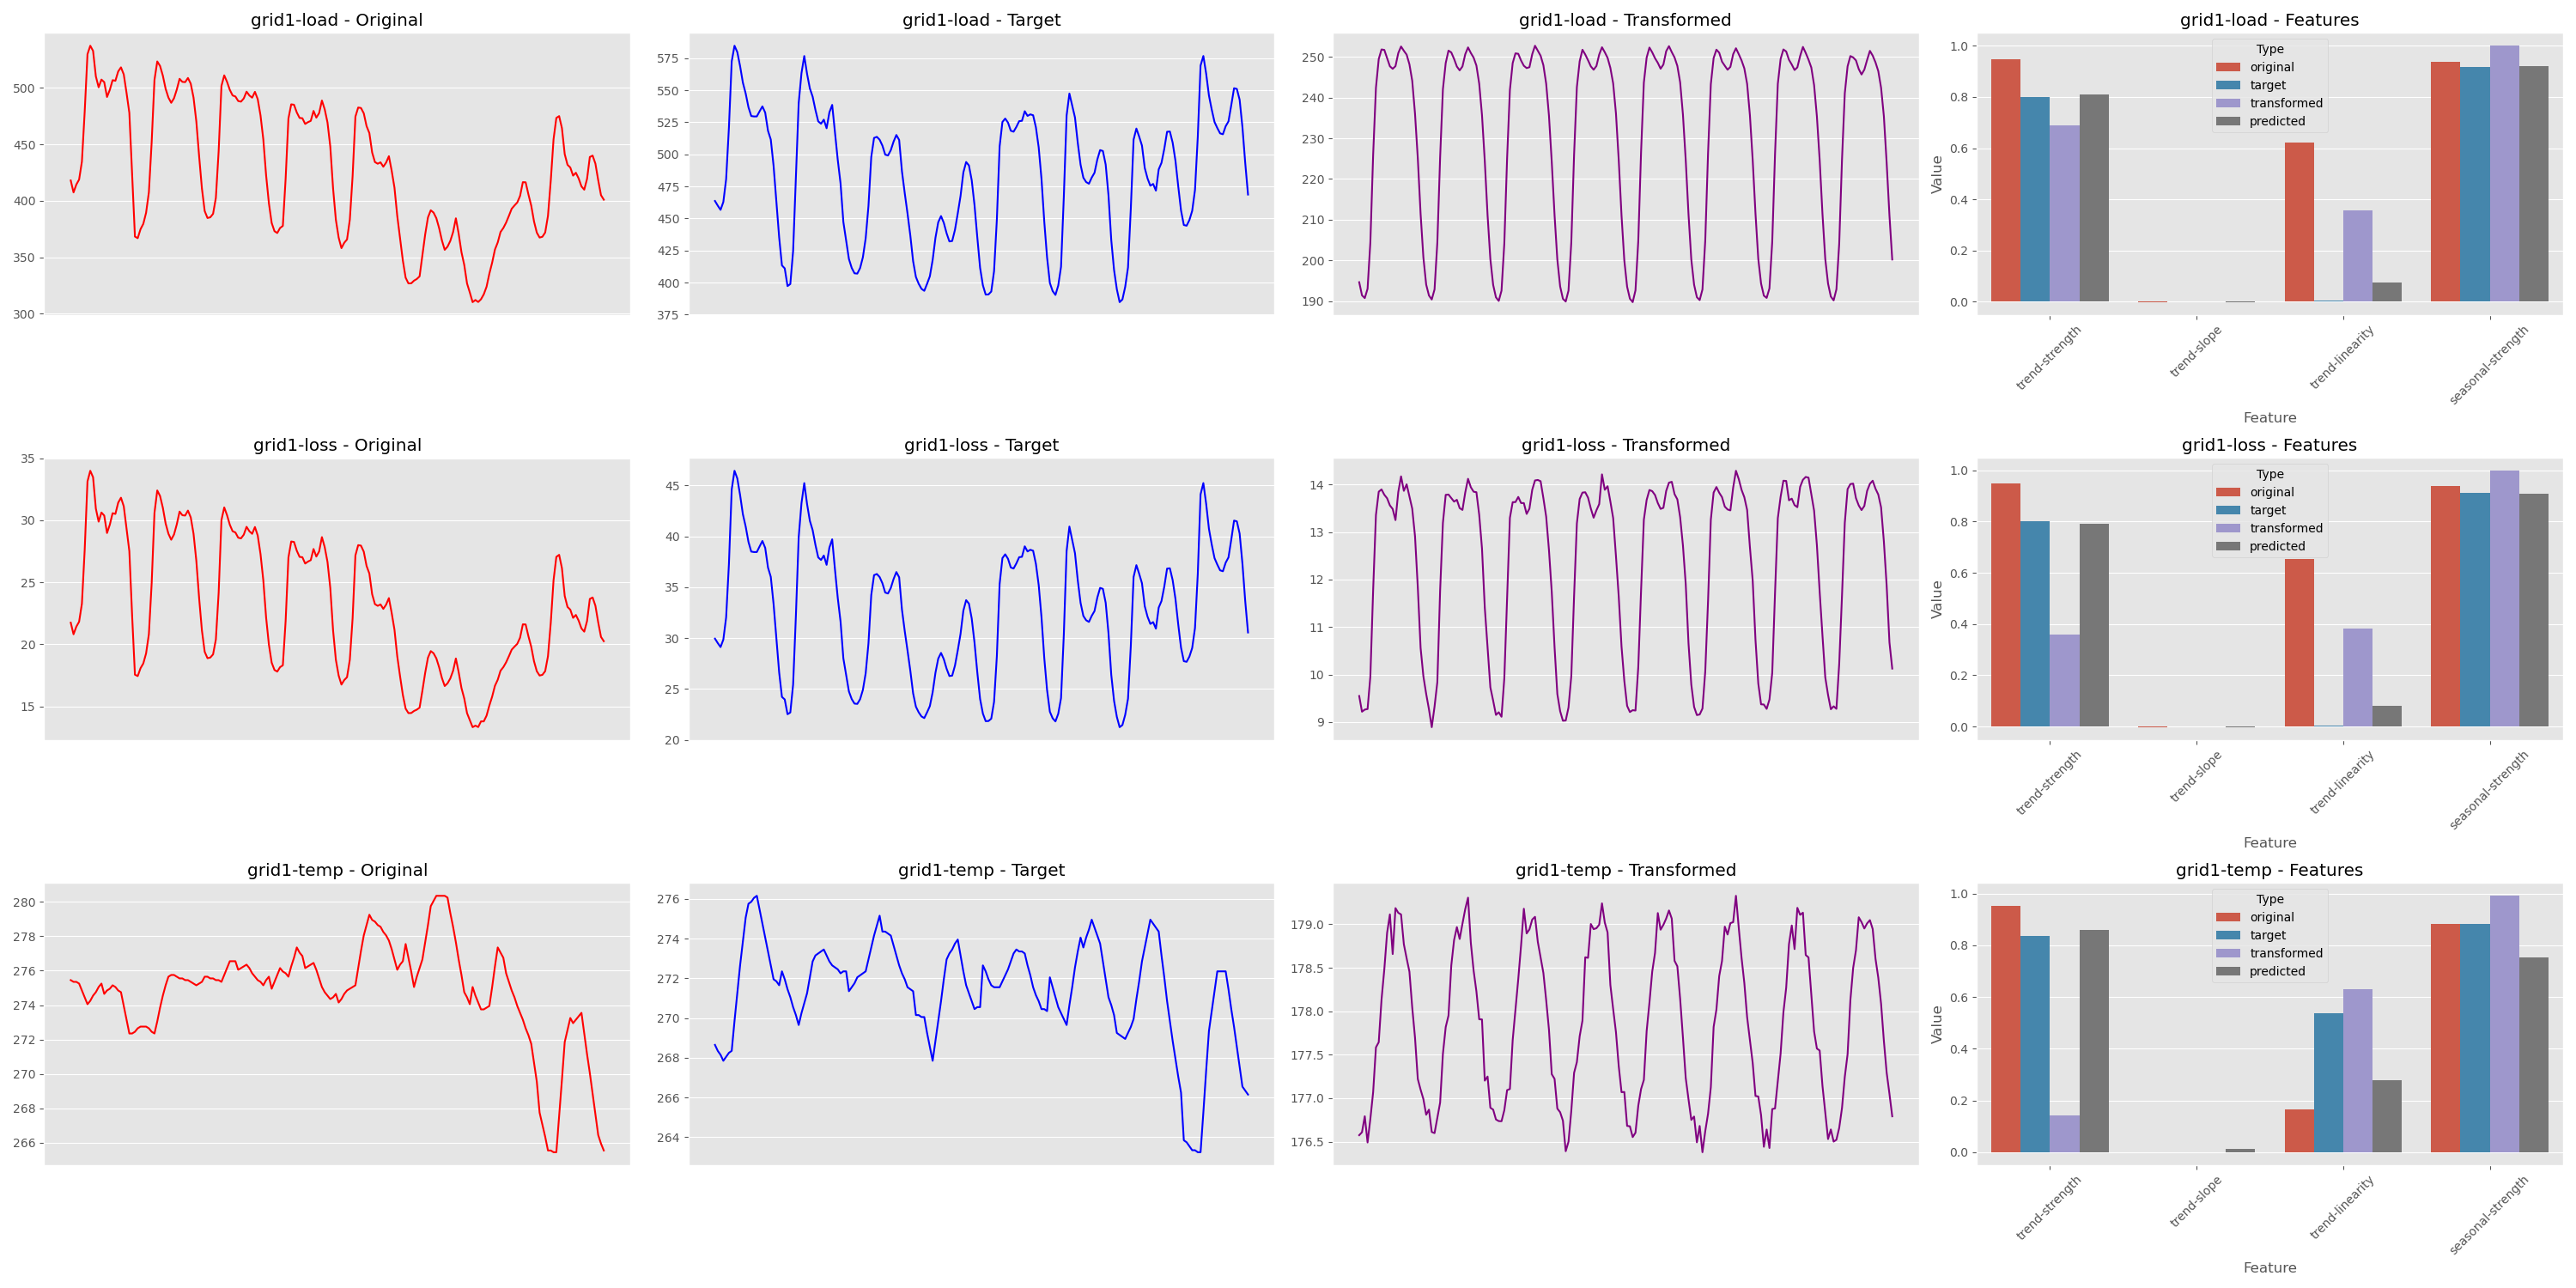 grid1-load - Original
500
450
400
350
300
grid1-load - Target
575
550
525
500
475
450
425
400
375
grid1-load - Transformed
250
240
230
220
210
200
190
grid1-load - Features
Type
original
target
transformed
predicted
Value
1.0
0.8
0.6
0.4
0.2
0.0
trend-strength
trend-slope
trend-linearity
seasonal-strength
Feature
grid1-loss - Original
35
30
25
20
15
grid1-loss - Target
45
40
35
30
25
20
grid1-loss - Transformed
14
13
12
11
10
9
grid1-loss - Features
Type
original
target
transformed
predicted
Value
1.0
0.8
0.6
0.4
0.2
0.0
trend-strength
trend-slope
trend-linearity
seasonal-strength
Feature
grid1-temp - Original
280
278
276
274
272
270
268
266
grid1-temp - Target
276
274
272
270
268
266
264
grid1-temp - Transformed
179.0
178.5
178.0
177.5
177.0
176.5
grid1-temp - Features
Type
original
target
transformed
predicted
Value
1.0
0.8
0.6
0.4
0.2
0.0
trend-strength
trend-slope
trend-linearity
seasonal-strength
Feature